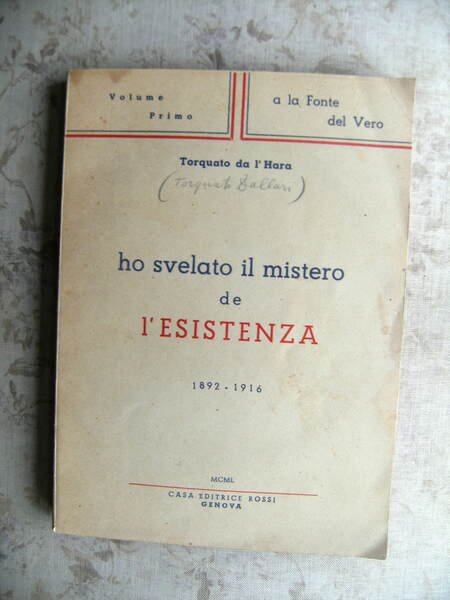 Volume
Primo
a la Fonte
del Vero
Torquato da l'Hara
(Torquato Dallari)
ho svelato il mistero
de
l'ESISTENZA
1892 - 1916
MCML
CASA EDITRICE ROSSI
GENOVA